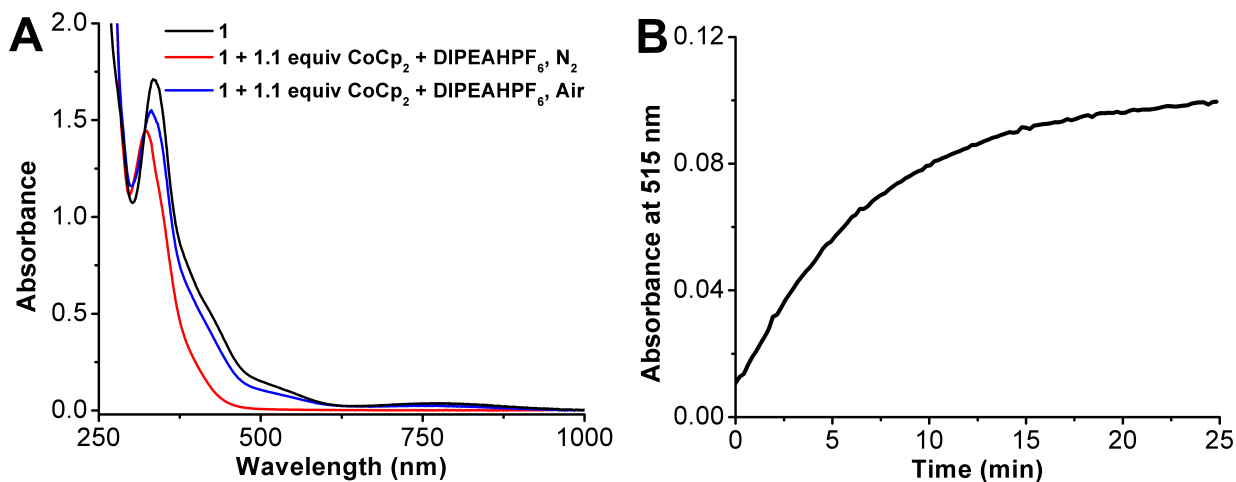 A
2.0
1.5
1.0
0.5
0.0
Absorbance
1
1 + 1.1 equiv CoCp₂ + DIPEAHPF₆, N₂
1 + 1.1 equiv CoCp₂ + DIPEAHPF₆, Air
250 500 750 1000
Wavelength (nm)
B
0.12
0.08
0.04
0.00
Absorbance at 515 nm
0 5 10 15 20 25
Time (min)